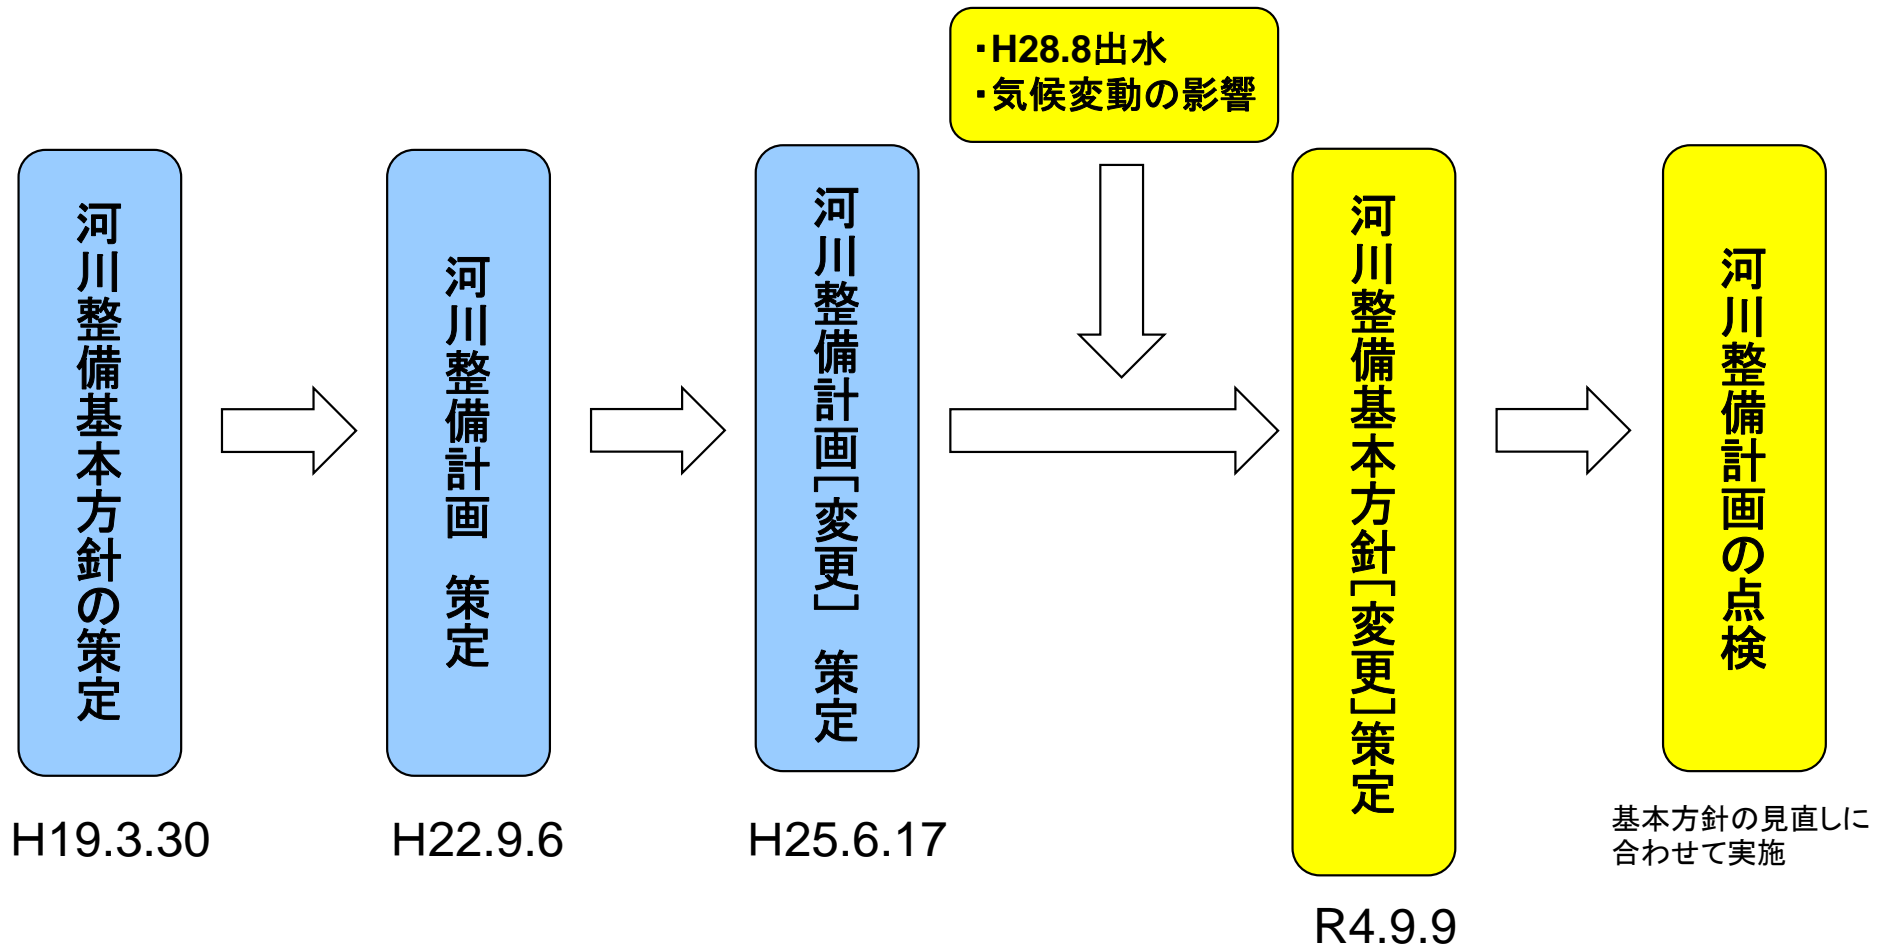 ・H28.8出水
・気候変動の影響
河川整備基本方針の策定
H19.3.30
河川整備計画 策定
H22.9.6
河川整備計画［変更］ 策定
H25.6.17
河川整備基本方針［変更］策定
R4.9.9
河川整備計画の点検
基本方針の見直しに
合わせて実施